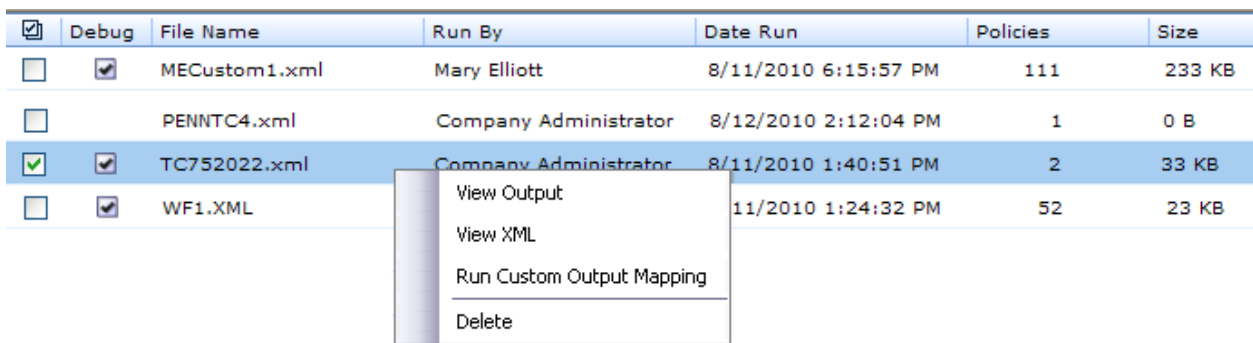 Debug File Name Run By Date Run Policies Size
MECustom1.xml Mary Elliott 8/11/2010 6:15:57 PM 111 233 KB
PENNTC4.xml Company Administrator 8/12/2010 2:12:04 PM 1 0 B
TC752022.xml Company Administrator 8/11/2010 1:40:51 PM 2 33 KB
View Output
WF1.XML 11/2010 1:24:32 PM 52 23 KB
View XML
Run Custom Output Mapping
Delete